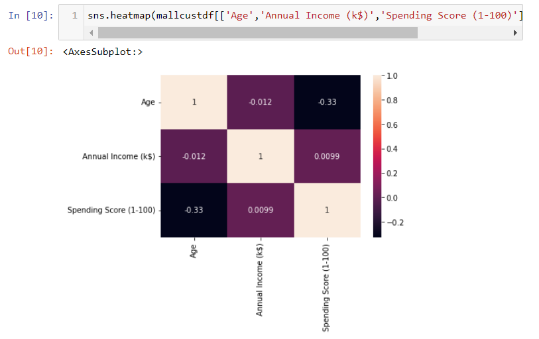 In [10]: 1 sns.heatmap(mallcustdf[['Age','Annual Income (k$)','Spending Score (1-100)']
Out[10]: <AxesSubplot:>
1.0
Age 1 -0.012 -0.33
0.8
0.6
Annual Income (k$) -0.012 1 0.0099
0.4
0.2
Spending Score (1-100) -0.33 0.0099 1
0.0
-0.2
Age
Annual Income (k$)
Spending Score (1-100)